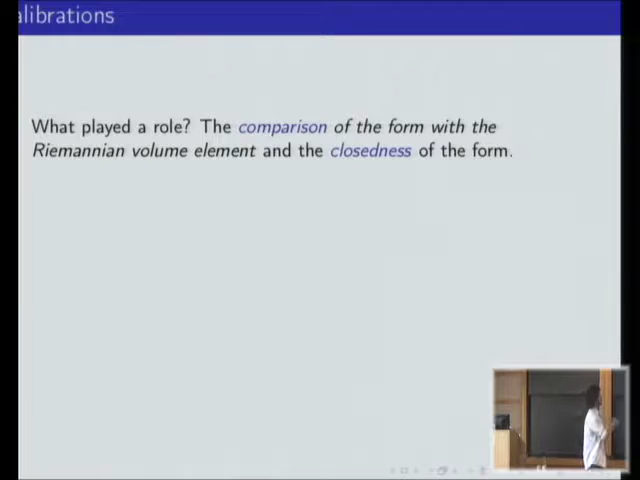 alibrations
What played a role? The comparison of the form with the
Riemannian volume element and the closedness of the form.